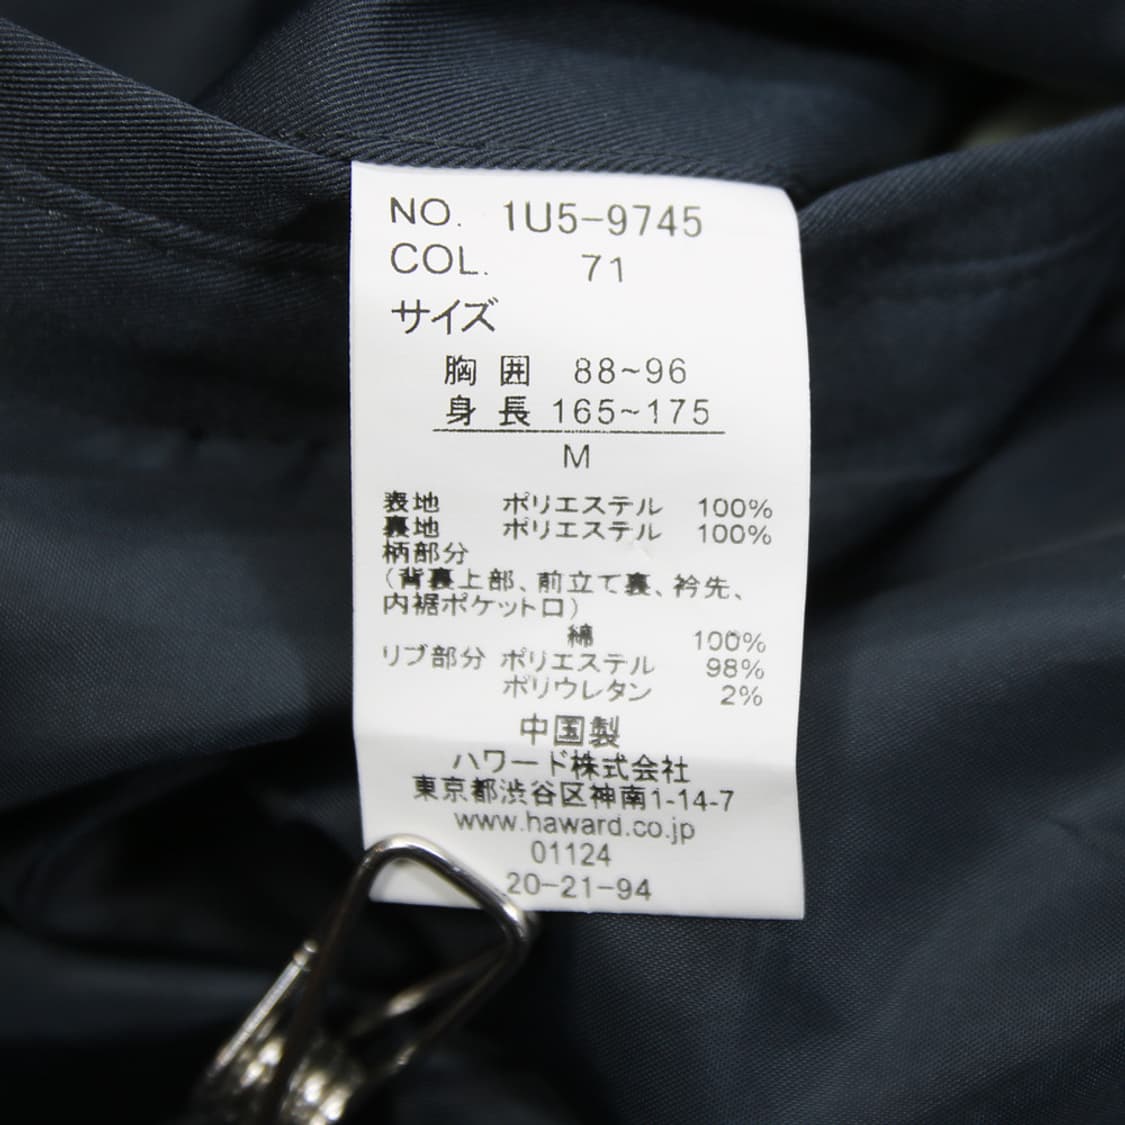 NO. 1U5-9745
COL. 71
サイズ
胸囲 88~96
身長 165~175
M
表地 ポリエステル 100%
裏地 ポリエステル 100%
柄部分
(背裏上部、前立て裏、衿先、
内裾ポケット口)
綿 100%
リブ部分 ポリエステル 98%
ポリウレタン 2%
中国製
ハワード株式会社
東京都渋谷区神南1-14-7
www.haward.co.jp
01124
20-21-94